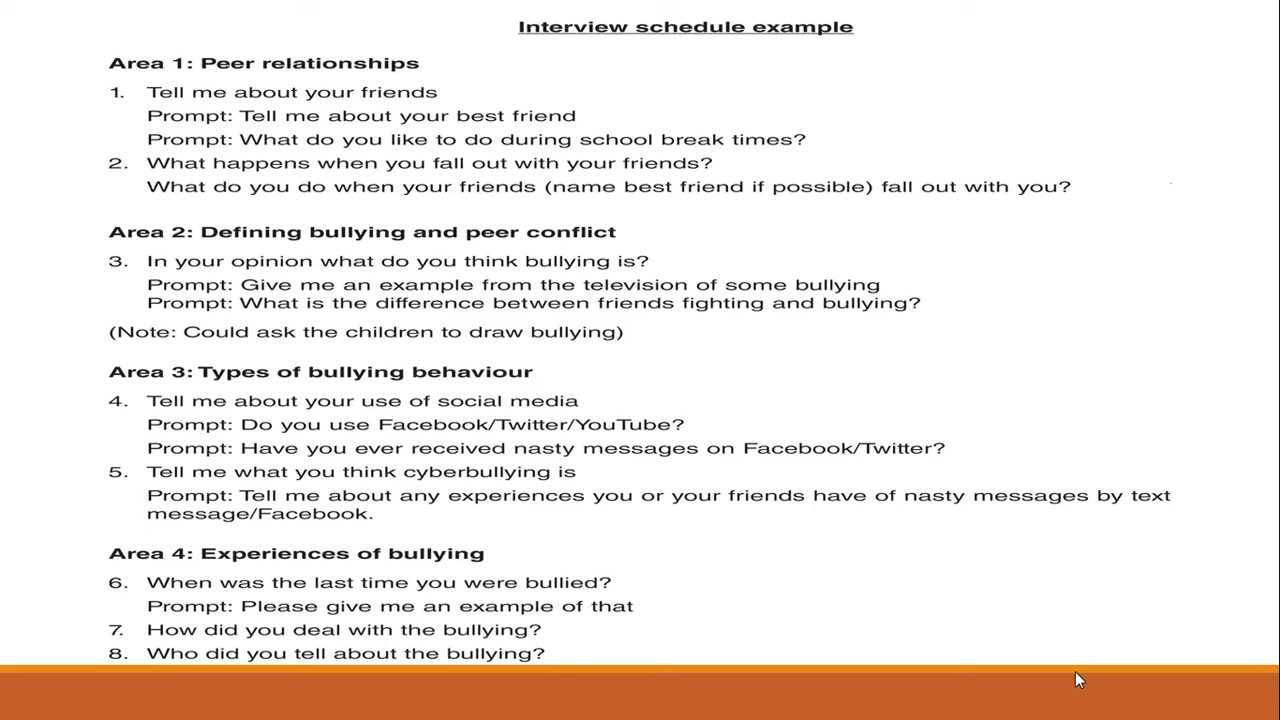 Interview schedule example
Area 1: Peer relationships
1. Tell me about your friends
Prompt: Tell me about your best friend
Prompt: What do you like to do during school break times?
2. What happens when you fall out with your friends?
What do you do when your friends (name best friend if possible) fall out with you?
Area 2: Defining bullying and peer conflict
3. In your opinion what do you think bullying is?
Prompt: Give me an example from the television of some bullying
Prompt: What is the difference between friends fighting and bullying?
(Note: Could ask the children to draw bullying)
Area 3: Types of bullying behaviour
4. Tell me about your use of social media
Prompt: Do you use Facebook/Twitter/YouTube?
Prompt: Have you ever received nasty messages on Facebook/Twitter?
5. Tell me what you think cyberbullying is
Prompt: Tell me about any experiences you or your friends have of nasty messages by text
message/Facebook.
Area 4: Experiences of bullying
6. When was the last time you were bullied?
Prompt: Please give me an example of that
7. How did you deal with the bullying?
8. Who did you tell about the bullying?